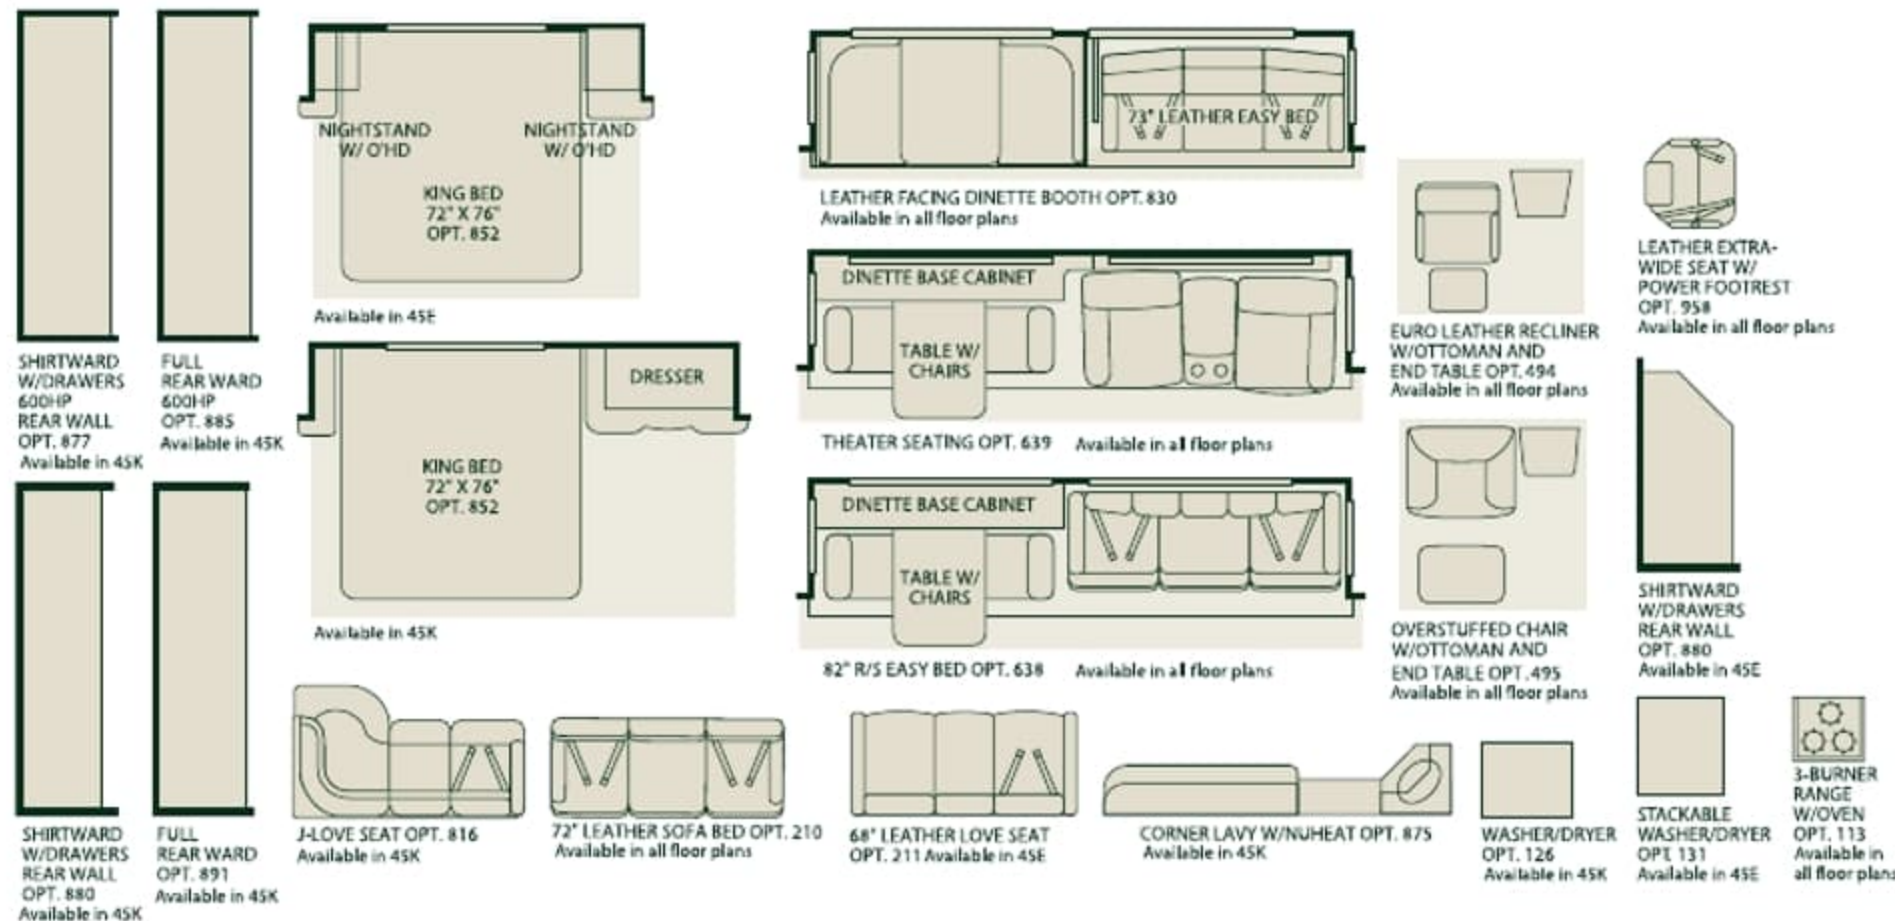 NIGHTSTAND
W/ O'HD
NIGHTSTAND
W/ O'HD
KING BED
72" X 76"
OPT. 852
Available in 45E
SHIRTWARD
W/DRAWERS
600HP
REAR WALL
OPT. 877
Available in 45K
FULL
REAR WARD
600HP
OPT. 885
Available in 45K
DRESSER
KING BED
72" X 76"
OPT. 852
Available in 45K
73" LEATHER EASY BED
LEATHER FACING DINETTE BOOTH OPT. 830
Available in all floor plans
DINETTE BASE CABINET
TABLE W/
CHAIRS
THEATER SEATING OPT. 639 Available in all floor plans
DINETTE BASE CABINET
TABLE W/
CHAIRS
82" R/S EASY BED OPT. 638 Available in all floor plans
EURO LEATHER RECLINER
W/OTTOMAN AND
END TABLE OPT. 494
Available in all floor plans
LEATHER EXTRA-
WIDE SEAT W/
POWER FOOTREST
OPT. 958
Available in all floor plans
OVERSTUFFED CHAIR
W/OTTOMAN AND
END TABLE OPT. 495
Available in all floor plans
SHIRTWARD
W/DRAWERS
REAR WALL
OPT. 880
Available in 45E
SHIRTWARD
W/DRAWERS
REAR WALL
OPT. 880
Available in 45K
FULL
REAR WARD
OPT. 891
Available in 45K
J-LOVE SEAT OPT. 816
Available in 45K
72" LEATHER SOFA BED OPT. 210
Available in all floor plans
68" LEATHER LOVE SEAT
OPT. 211 Available in 45E
CORNER LAVY W/NUHEAT OPT. 875
Available in 45K
WASHER/DRYER
OPT. 126
Available in 45K
STACKABLE
WASHER/DRYER
OPT. 131
Available in 45E
3-BURNER
RANGE
W/OVEN
OPT. 113
Available in
all floor plans